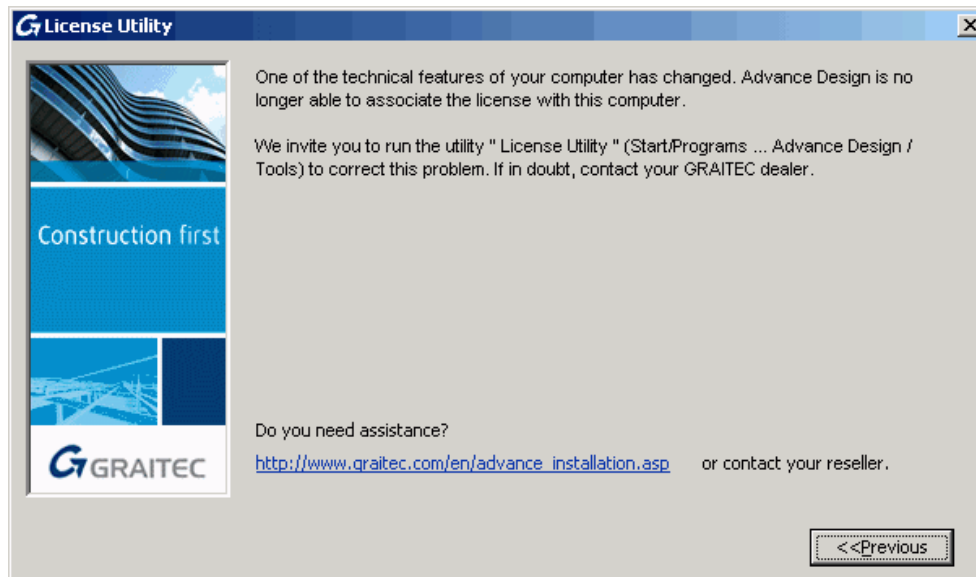 License Utility
One of the technical features of your computer has changed. Advance Design is no
longer able to associate the license with this computer.
We invite you to run the utility " License Utility " (Start/Programs ... Advance Design /
Tools) to correct this problem. If in doubt, contact your GRAITEC dealer.
Construction first
GRAITEC
Do you need assistance?
http://www.graitec.com/en/advance_installation.asp or contact your reseller.
<<Previous